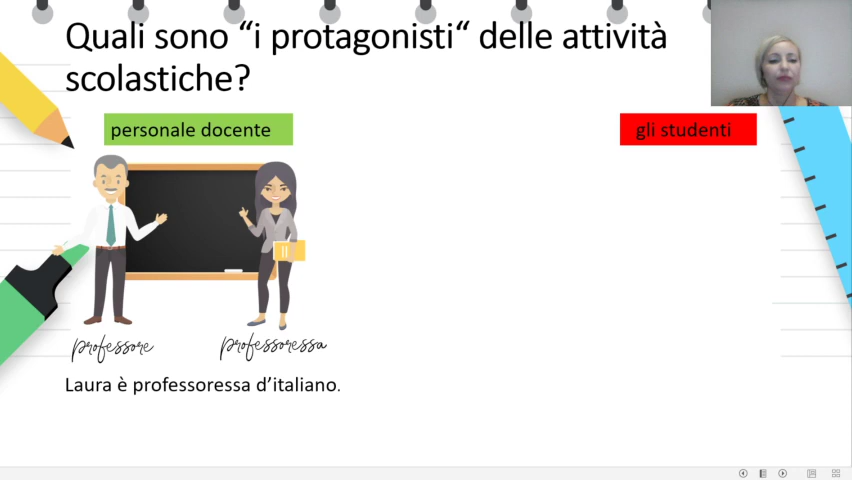 Quali sono “i protagonisti“ delle attività
scolastiche?
personale docente
gli studenti
professore
professoressa
Laura è professoressa d’italiano.